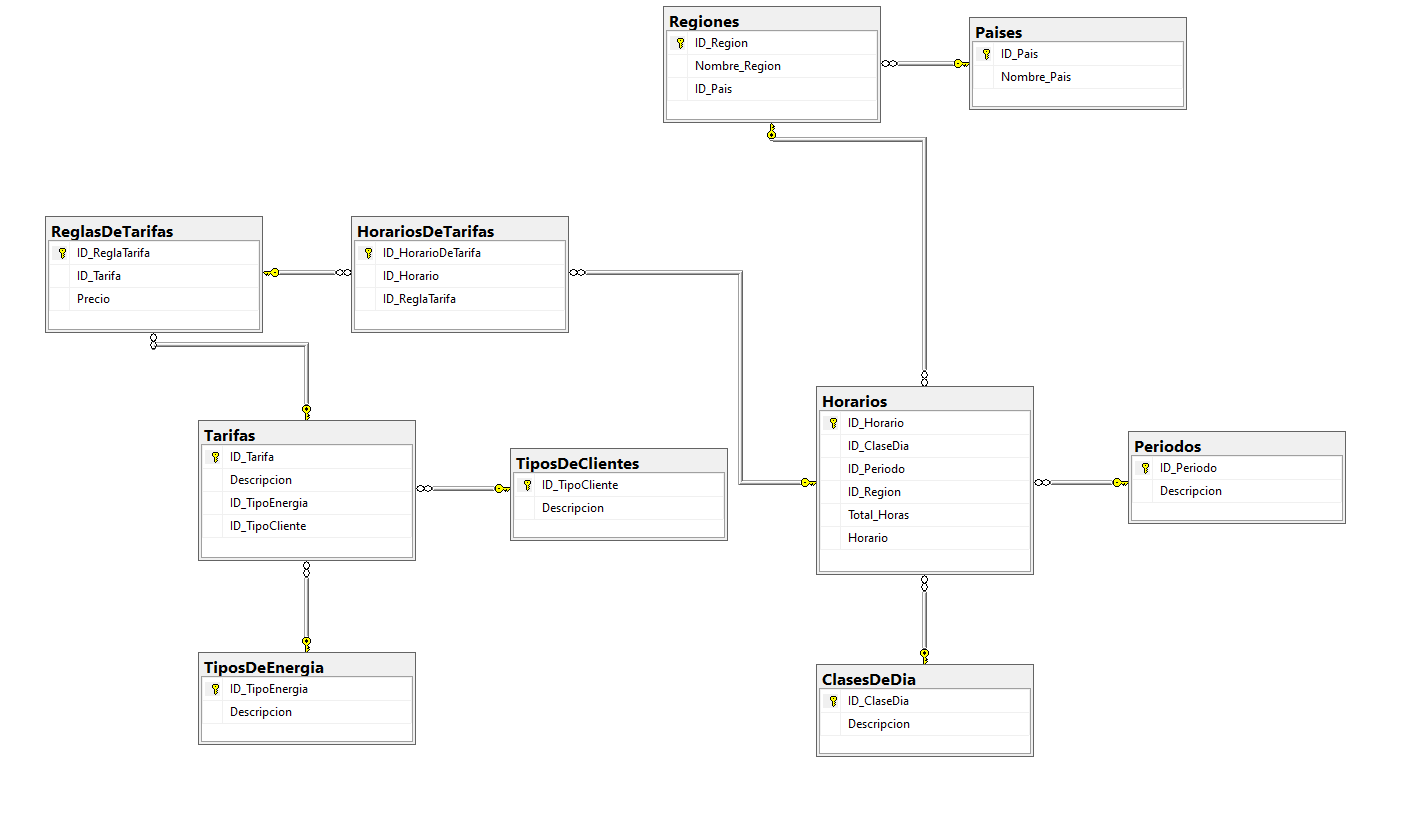 Regiones
ID_Region
Nombre_Region
ID_Pais
Paises
ID_Pais
Nombre_Pais
ReglasDeTarifas
ID_ReglaTarifa
ID_Tarifa
Precio
HorariosDeTarifas
ID_HorarioDeTarifa
ID_Horario
ID_ReglaTarifa
Tarifas
ID_Tarifa
Descripcion
ID_TipoEnergia
ID_TipoCliente
TiposDeClientes
ID_TipoCliente
Descripcion
Horarios
ID_Horario
ID_ClaseDia
ID_Periodo
ID_Region
Total_Horas
Horario
Periodos
ID_Periodo
Descripcion
TiposDeEnergia
ID_TipoEnergia
Descripcion
ClasesDeDia
ID_ClaseDia
Descripcion